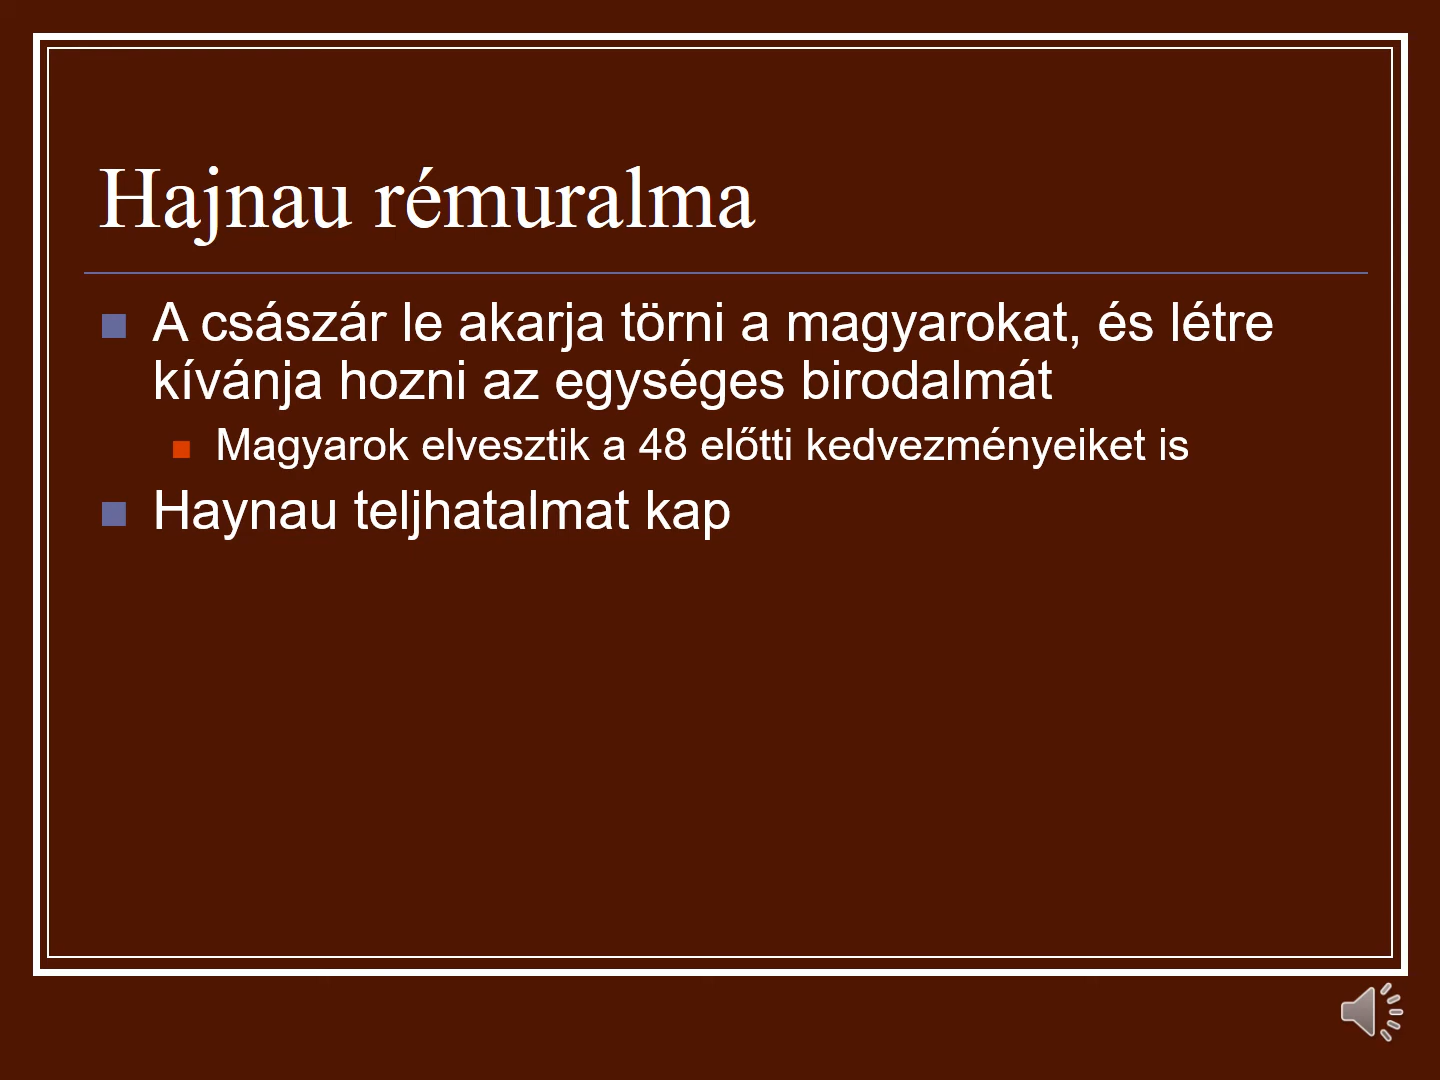 Hajnau rémuralma
A császár le akarja törni a magyarokat, és létre
kívánja hozni az egységes birodalmát
Magyarok elvesztik a 48 előtti kedvezményeiket is
Haynau teljhatalmat kap